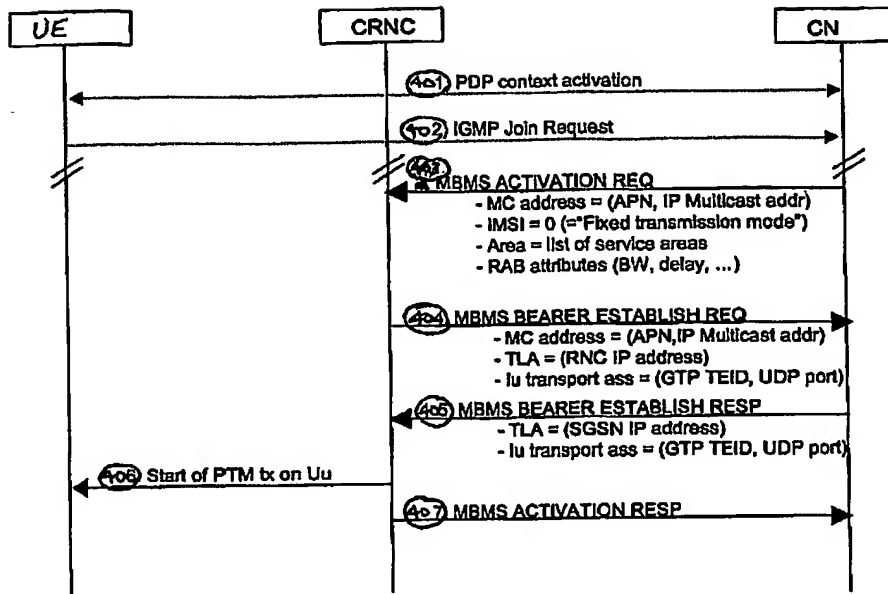 UE
CRNC
CN
401 PDP context activation
402 IGMP Join Request
403 MBMS ACTIVATION REQ
- MC address = (APN, IP Multicast addr)
- IMSI = 0 (="Fixed transmission mode")
- Area = list of service areas
- RAB attributes (BW, delay, ...)
404 MBMS BEARER ESTABLISH REQ
- MC address = (APN,IP Multicast addr)
- TLA = (RNC IP address)
- Iu transport ass = (GTP TEID, UDP port)
405 MBMS BEARER ESTABLISH RESP
- TLA = (SGSN IP address)
- Iu transport ass = (GTP TEID, UDP port)
406 Start of PTM tx on Uu
407 MBMS ACTIVATION RESP